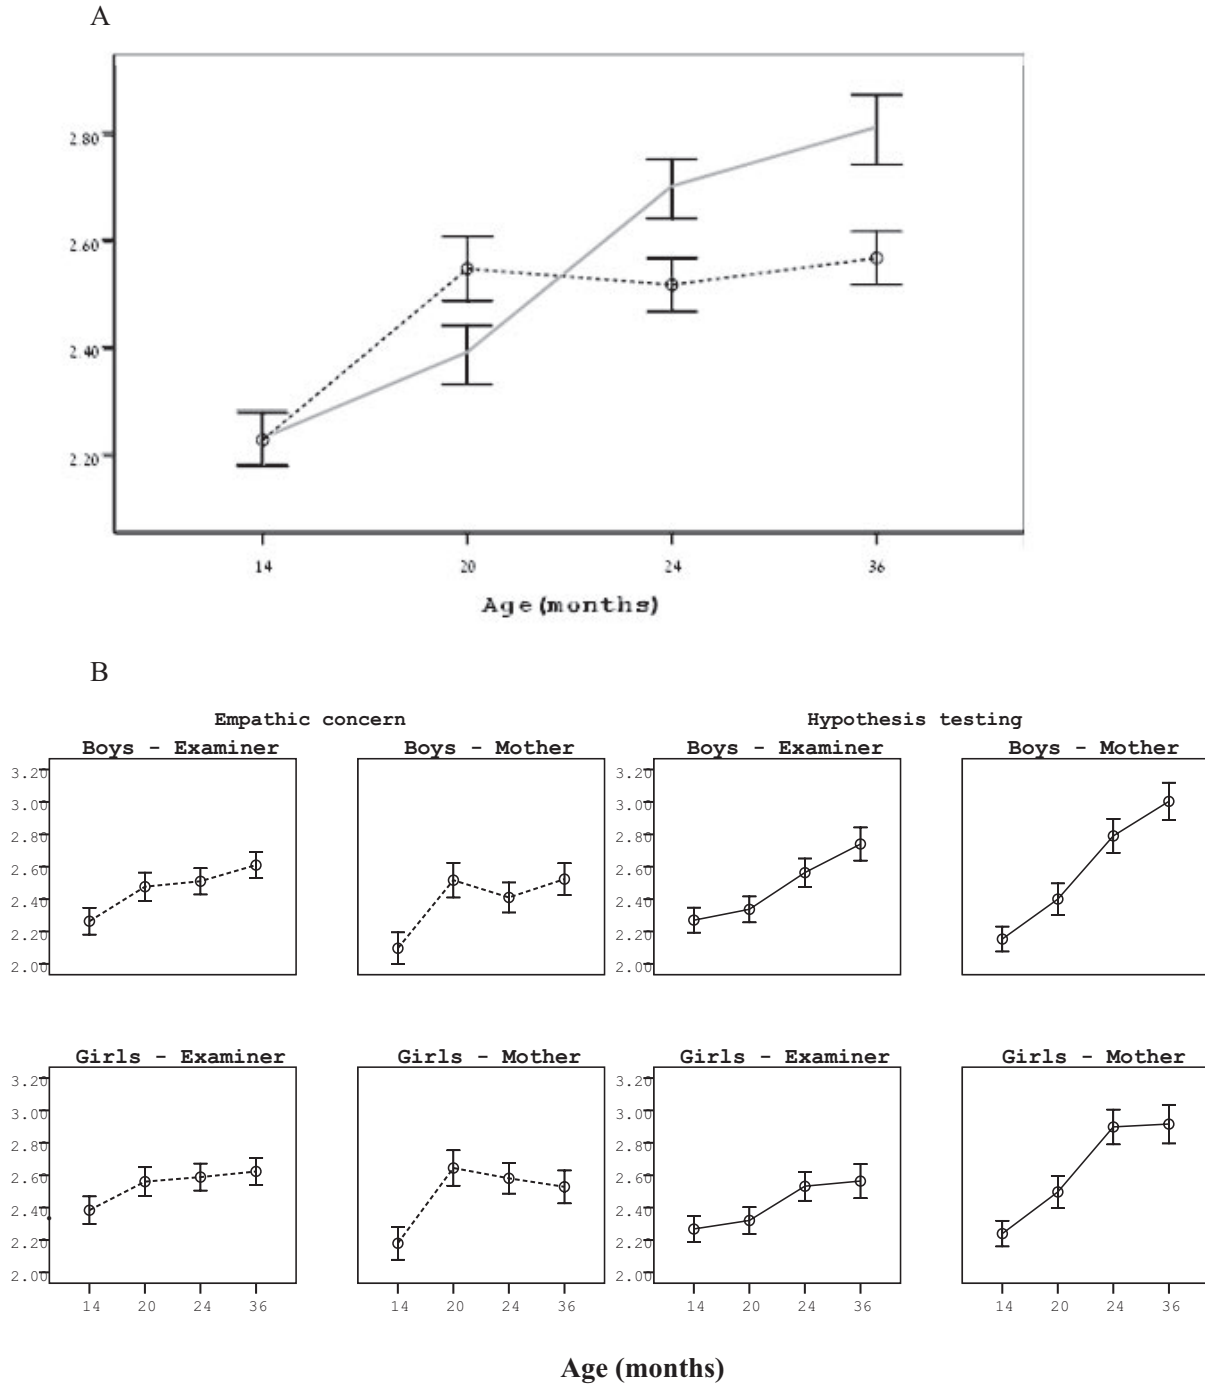 A
2.80
2.60
2.40
2.20
14 20 24 36
Age (months)
B
Empathic concern Hypothesis testing
Boys - Examiner Boys - Mother Boys - Examiner Boys - Mother
3.20 3.20
3.00 3.00
2.80 2.80
2.60 2.60
2.40 2.40
2.20 2.20
2.00 2.00
Girls - Examiner Girls - Mother Girls - Examiner Girls - Mother
3.20 3.20
3.00 3.00
2.80 2.80
2.60 2.60
2.40 2.40
2.20 2.20
2.00 2.00
14 20 24 36 14 20 24 36 14 20 24 36 14 20 24 36
Age (months)